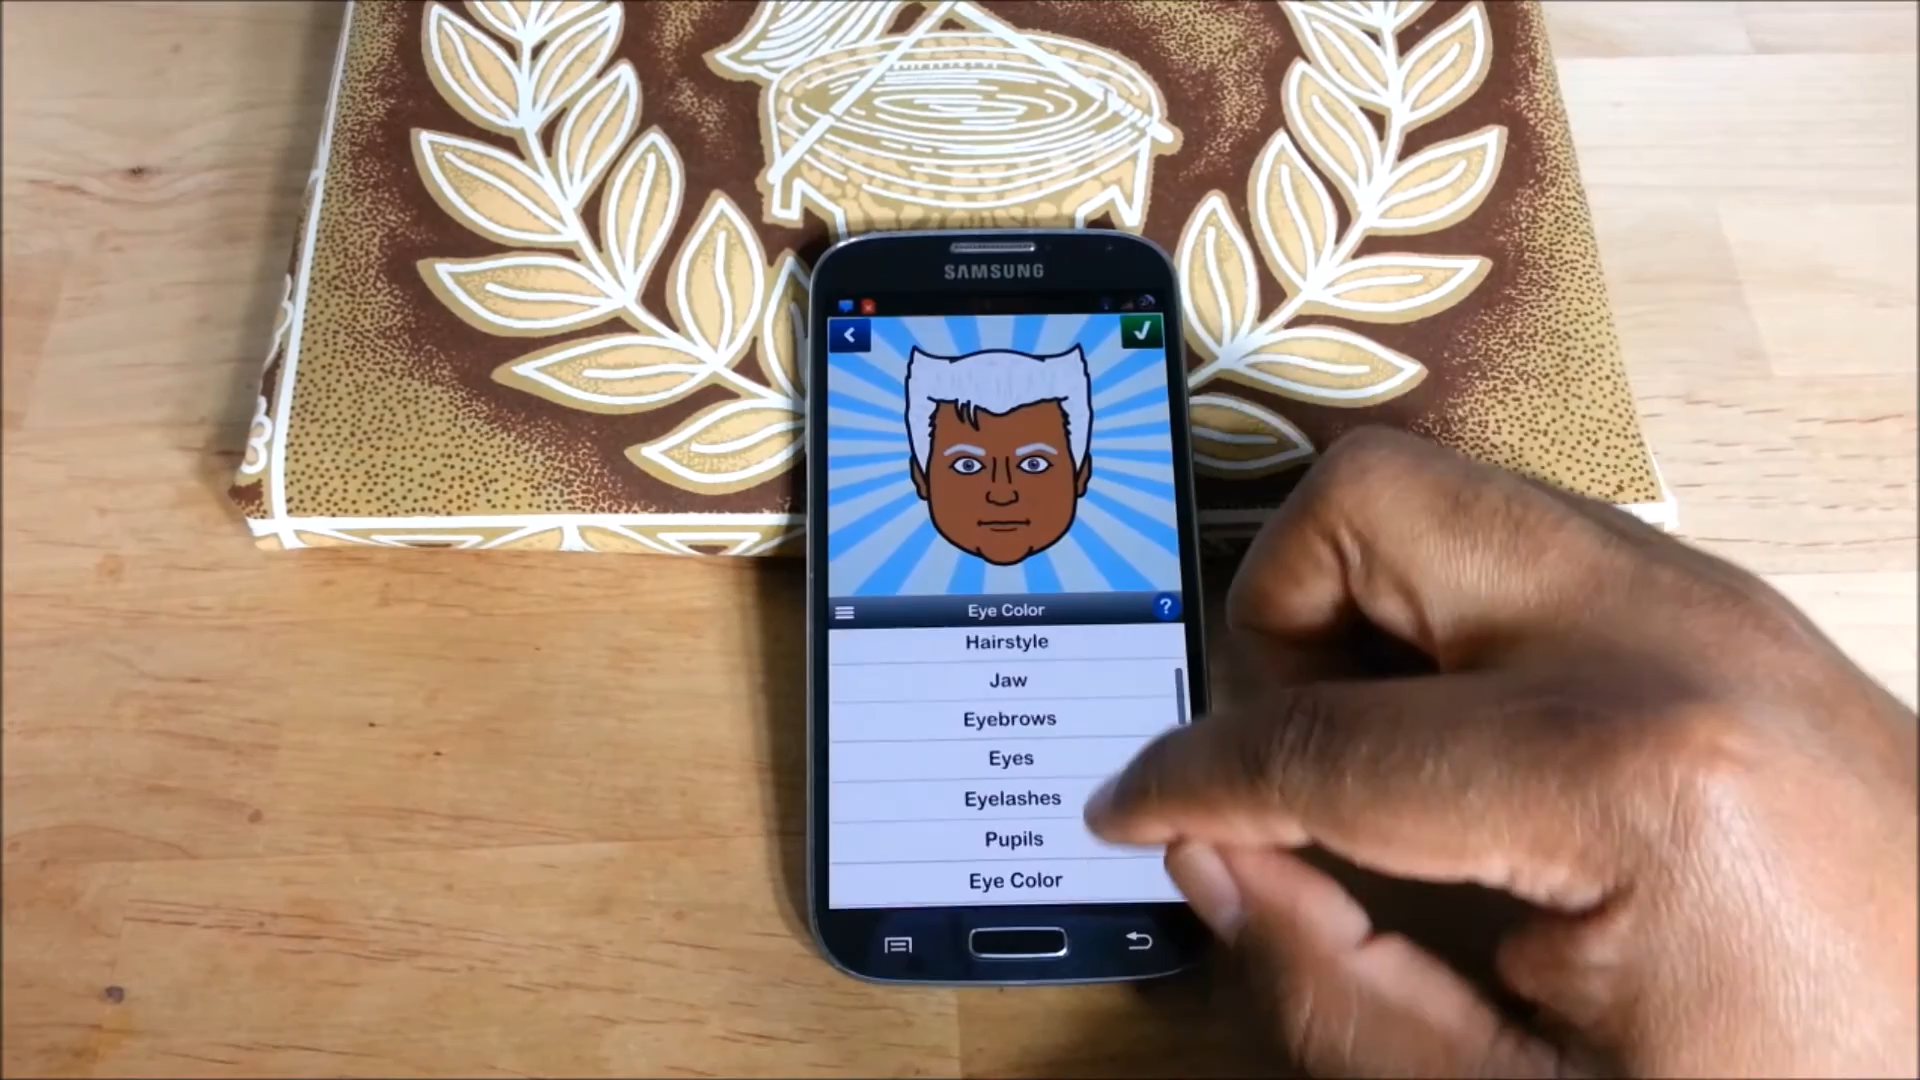 SAMSUNG
Eye Color
?
Hairstyle
Jaw
Eyebrows
Eyes
Eyelashes
Pupils
Eye Color